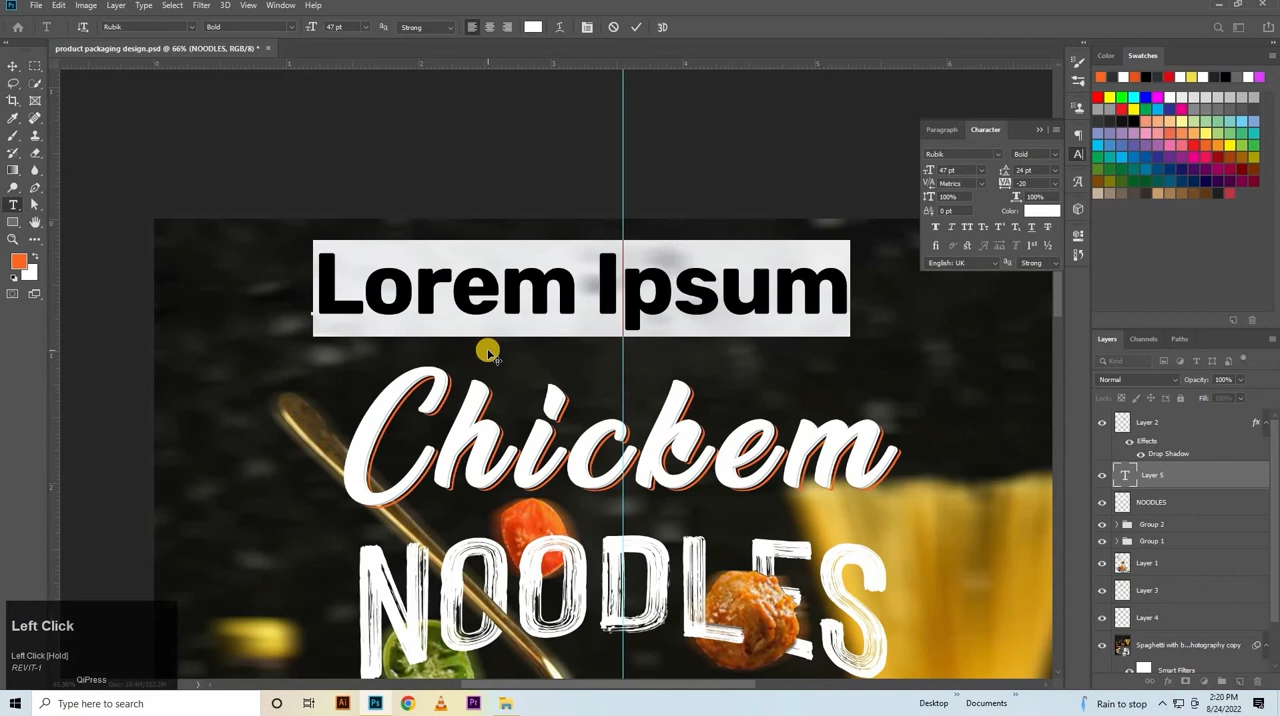 File Edit Image Layer Type Select Filter 3D View Window Help
Rubik Bold 47 pt Strong 3D
product packaging design.psd @ 66% (NOODLES, RGB/8) *
Color Swatches
Paragraph Character
Rubik Bold
47 pt 24 pt
Metrics -20
100% 100%
0 pt Color:
English: UK Strong
Lorem Ipsum
Chickem
NOODLES
Layers Channels Paths
Kind
Normal Opacity: 100%
Lock: Fill: 100%
Layer 2
Effects
Drop Shadow
Layer 5
NOODLES
Group 2
Group 1
Layer 1
Layer 3
Layer 4
Spaghetti with b...hotography copy
Smart Filters
Left Click
Left Click [Hold]
REVIT-1
QiPress
Type here to search
Desktop Documents
Rain to stop
2:20 PM
8/24/2022